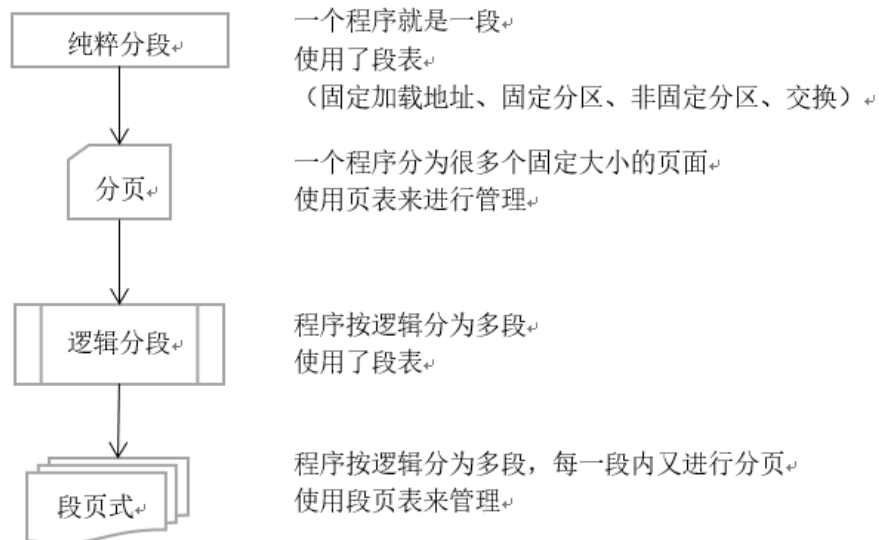 纯粹分段
一个程序就是一段
使用了段表
（固定加载地址、固定分区、非固定分区、交换）
分页
一个程序分为很多个固定大小的页面
使用页表来进行管理
逻辑分段
程序按逻辑分为多段
使用了段表
段页式
程序按逻辑分为多段，每一段内又进行分页
使用段页表来管理